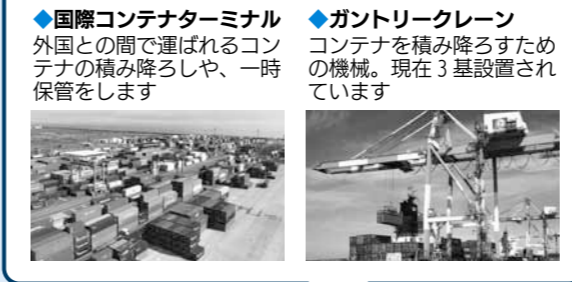 ◆国際コンテナターミナル
外国との間で運ばれるコン
テナの積み降ろしや、一時
保管をします
◆ガントリークレーン
コンテナを積み降ろすため
の機械。現在3基設置され
ています